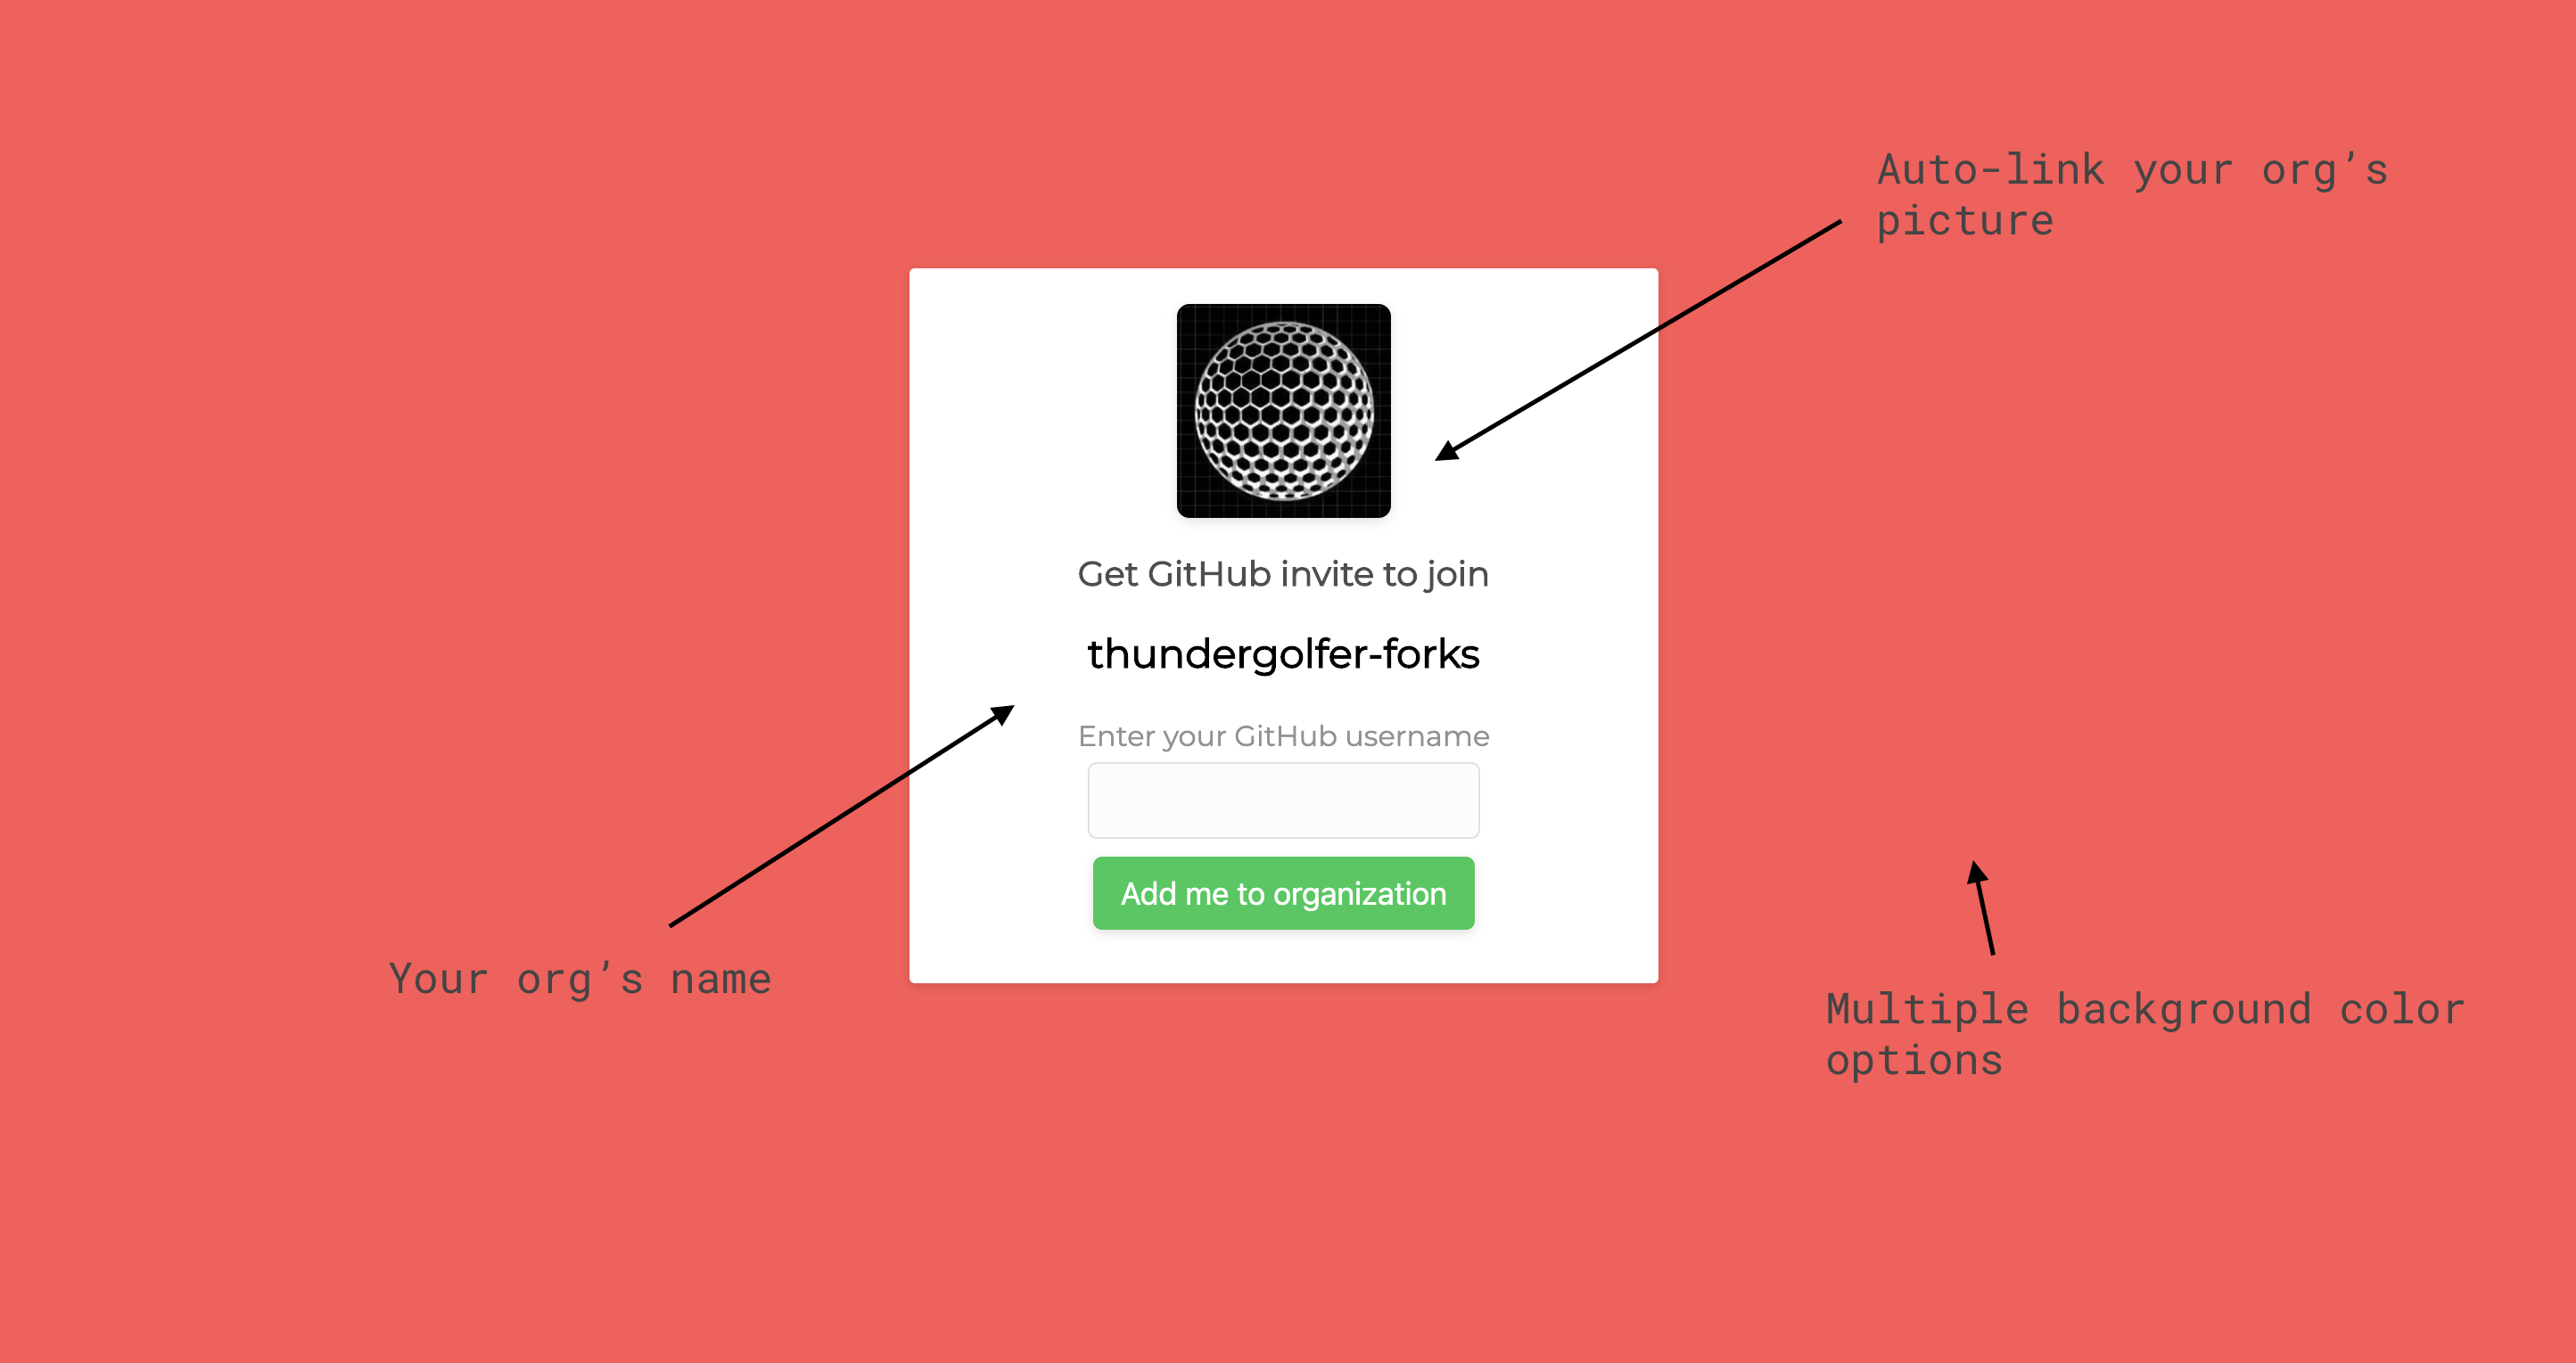 Auto-link your org’s
picture
Get GitHub invite to join
thundergolfer-forks
Enter your GitHub username
Add me to organization
Your org’s name
Multiple background color
options